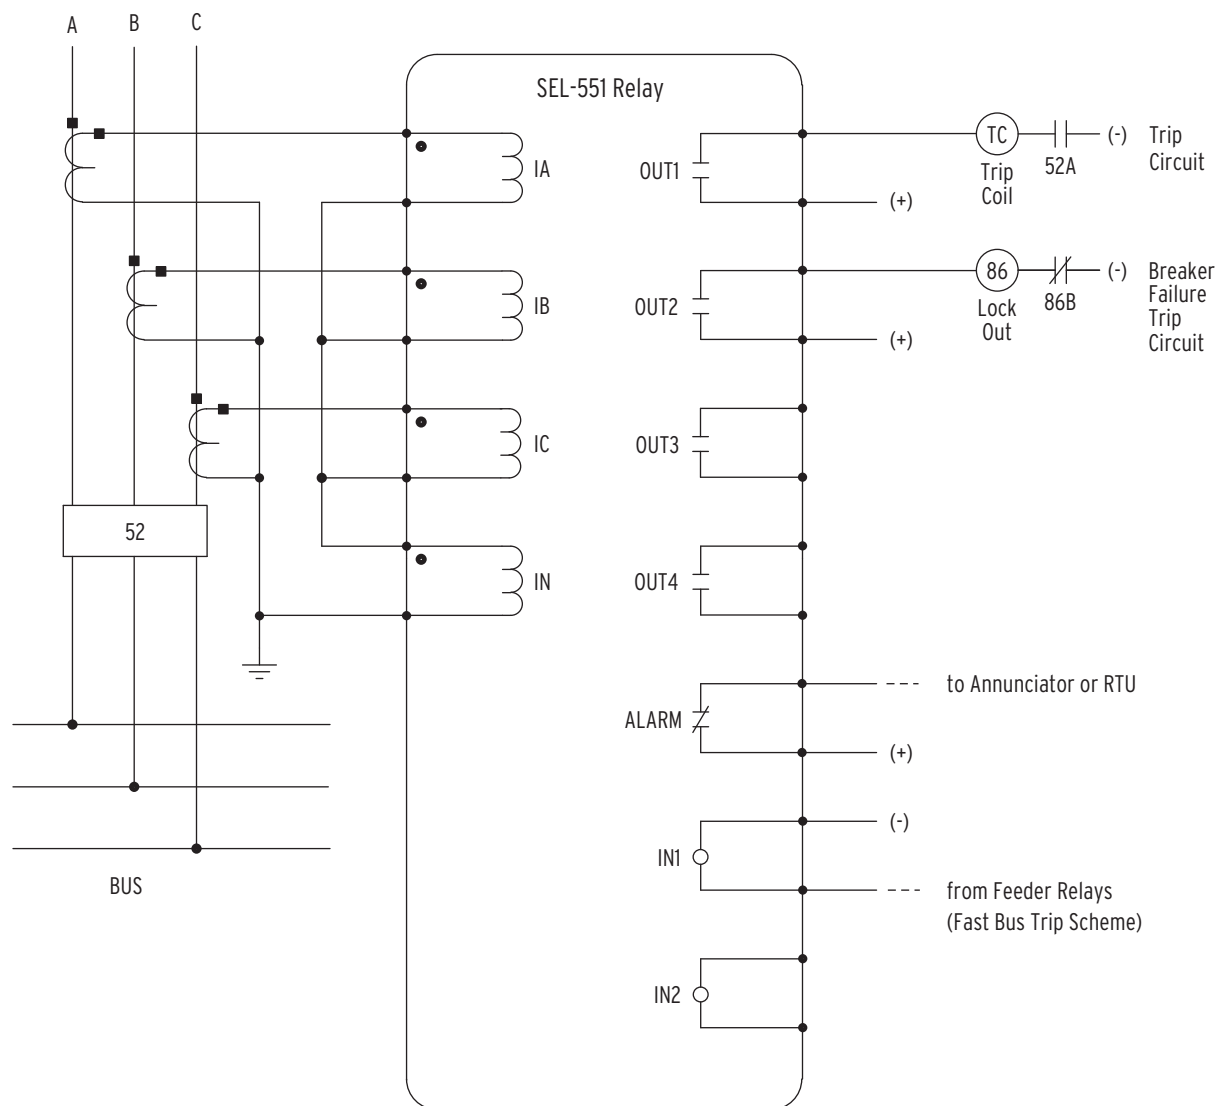 A B C
SEL-551 Relay
IA
OUT1
TC
Trip
Coil
52A
(-)
Trip
Circuit
(+)
IB
OUT2
86
Lock
Out
86B
(-)
Breaker
Failure
Trip
Circuit
(+)
IC
OUT3
52
IN
OUT4
ALARM
to Annunciator or RTU
(+)
(-)
IN1
from Feeder Relays
(Fast Bus Trip Scheme)
BUS
IN2